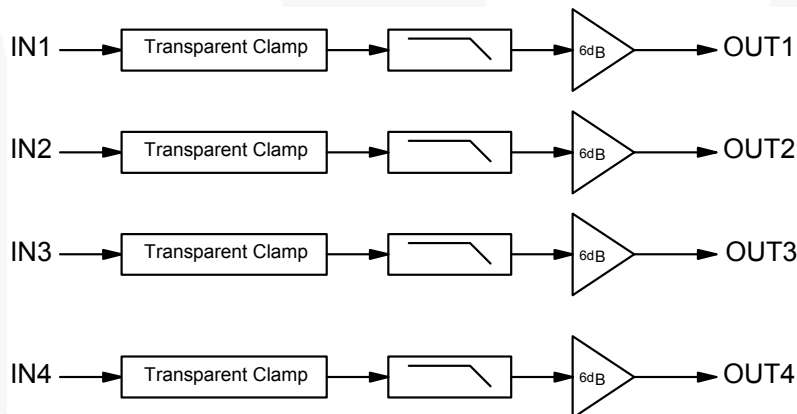 IN1 Transparent Clamp 6dB OUT1
IN2 Transparent Clamp 6dB OUT2
IN3 Transparent Clamp 6dB OUT3
IN4 Transparent Clamp 6dB OUT4